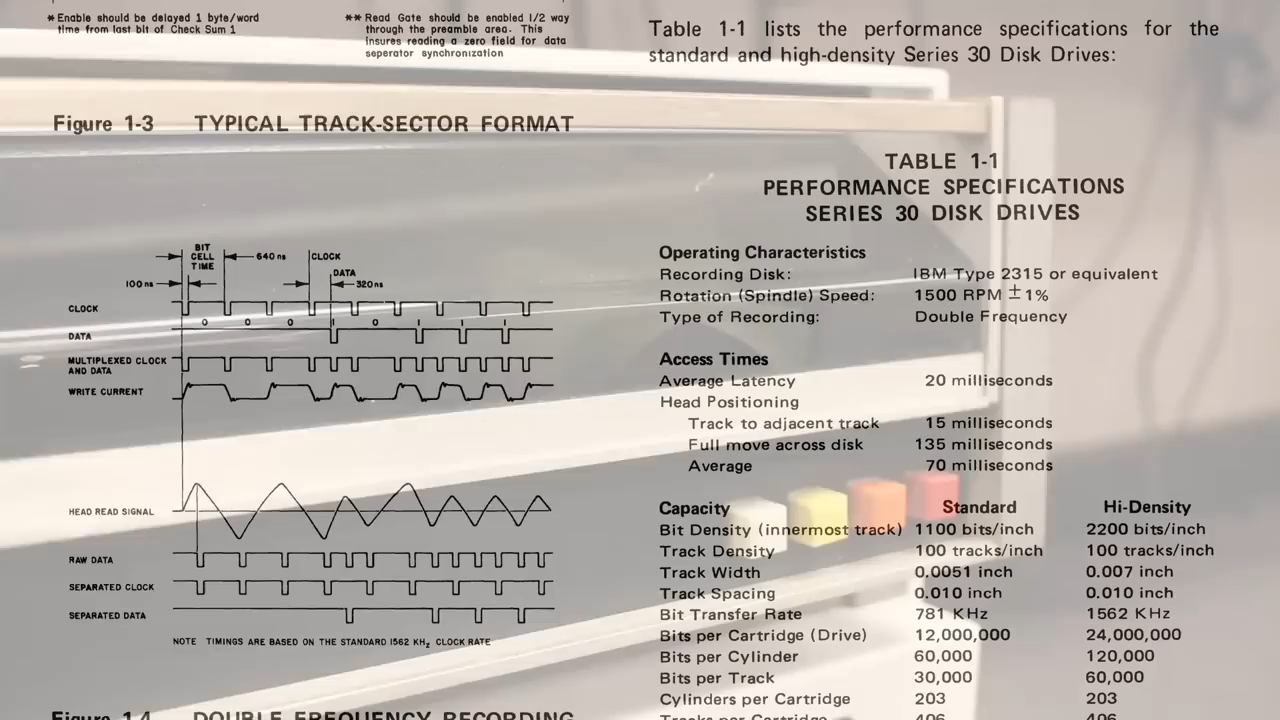 *Enable should be delayed 1 byte/word
time from last bit of Check Sum 1
**Read Gate should be enabled 1/2 way
through the preamble area. This
insures reading a zero field for data
seperator synchronization
Figure 1-3 TYPICAL TRACK-SECTOR FORMAT
BIT
CELL
TIME
640 ns
CLOCK
DATA
100 ns
320 ns
CLOCK
0 0 0 1 0 1 1 1
DATA
MULTIPLEXED CLOCK
AND DATA
WRITE CURRENT
HEAD READ SIGNAL
RAW DATA
SEPARATED CLOCK
SEPARATED DATA
NOTE TIMINGS ARE BASED ON THE STANDARD 1562 KHz CLOCK RATE
Figure 1-4 DOUBLE FREQUENCY RECORDING
Table 1-1 lists the performance specifications for the
standard and high-density Series 30 Disk Drives:
TABLE 1-1
PERFORMANCE SPECIFICATIONS
SERIES 30 DISK DRIVES
Operating Characteristics
Recording Disk: IBM Type 2315 or equivalent
Rotation (Spindle) Speed: 1500 RPM ± 1%
Type of Recording: Double Frequency
Access Times
Average Latency 20 milliseconds
Head Positioning
Track to adjacent track 15 milliseconds
Full move across disk 135 milliseconds
Average 70 milliseconds
Capacity Standard Hi-Density
Bit Density (innermost track) 1100 bits/inch 2200 bits/inch
Track Density 100 tracks/inch 100 tracks/inch
Track Width 0.0051 inch 0.007 inch
Track Spacing 0.010 inch 0.010 inch
Bit Transfer Rate 781 KHz 1562 KHz
Bits per Cartridge (Drive) 12,000,000 24,000,000
Bits per Cylinder 60,000 120,000
Bits per Track 30,000 60,000
Cylinders per Cartridge 203 203
Tracks per Cartridge 406 406